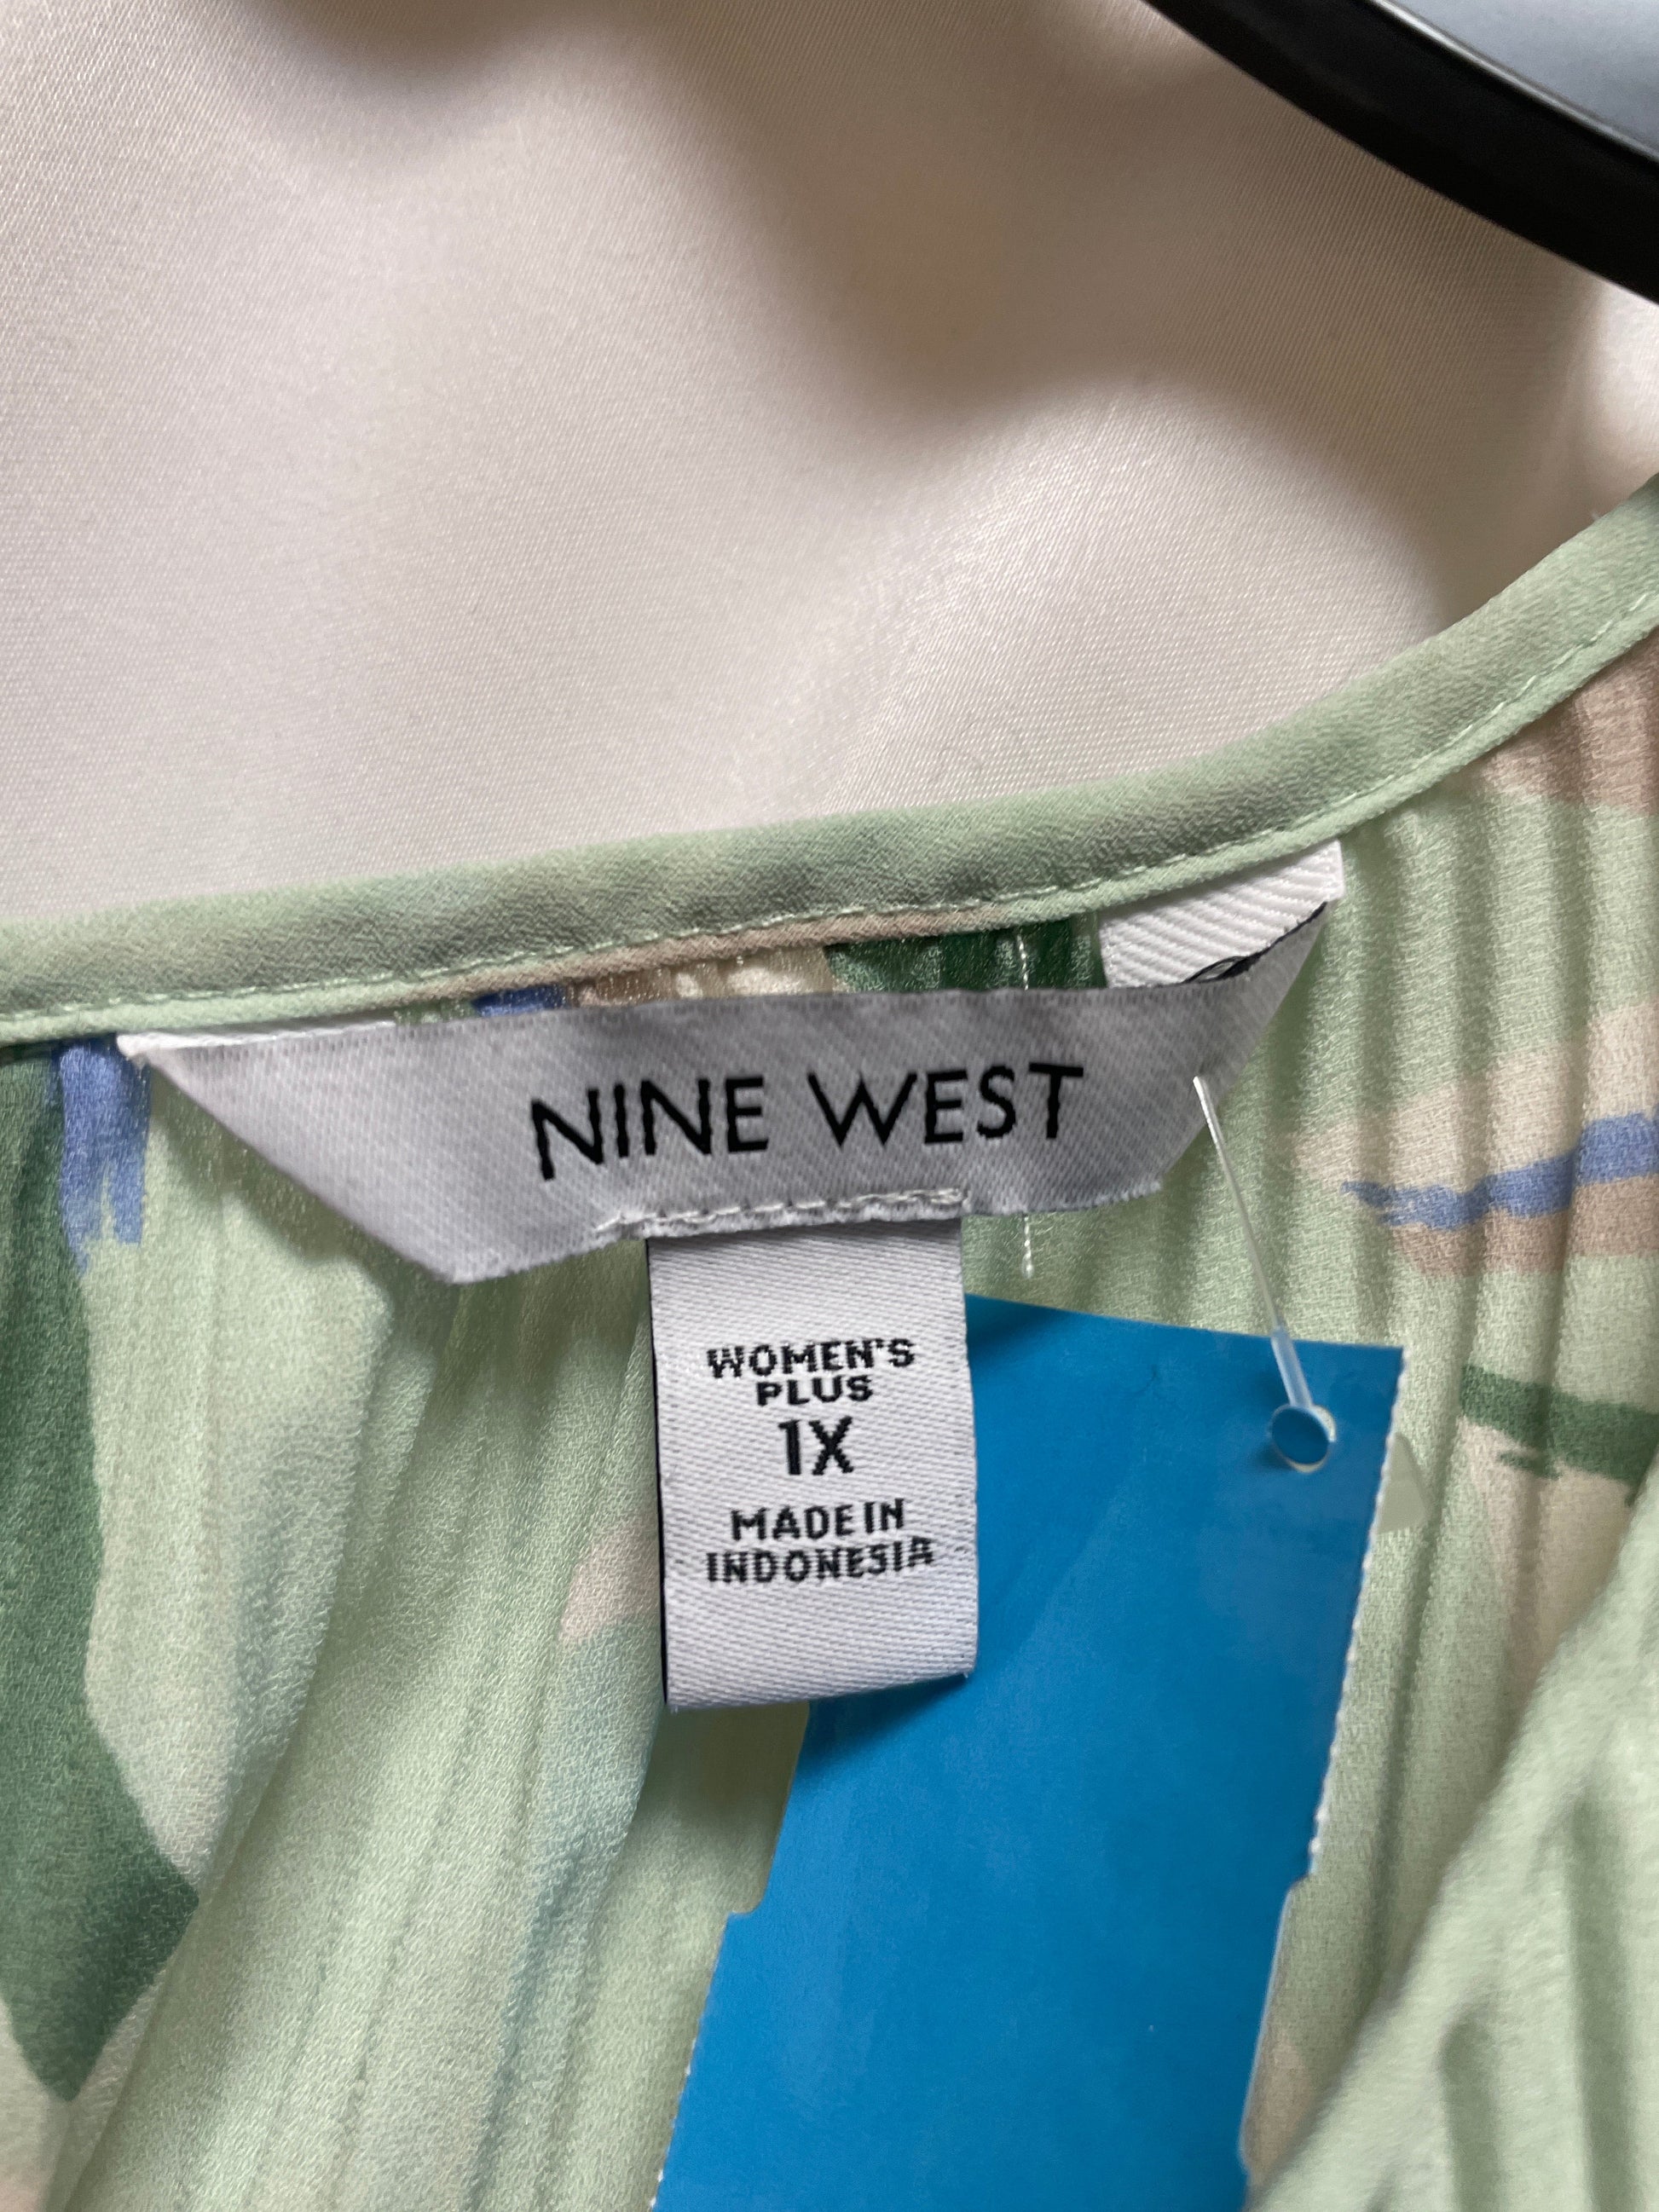 NINE WEST
WOMEN'S
PLUS
1X
MADE IN
INDONESIA